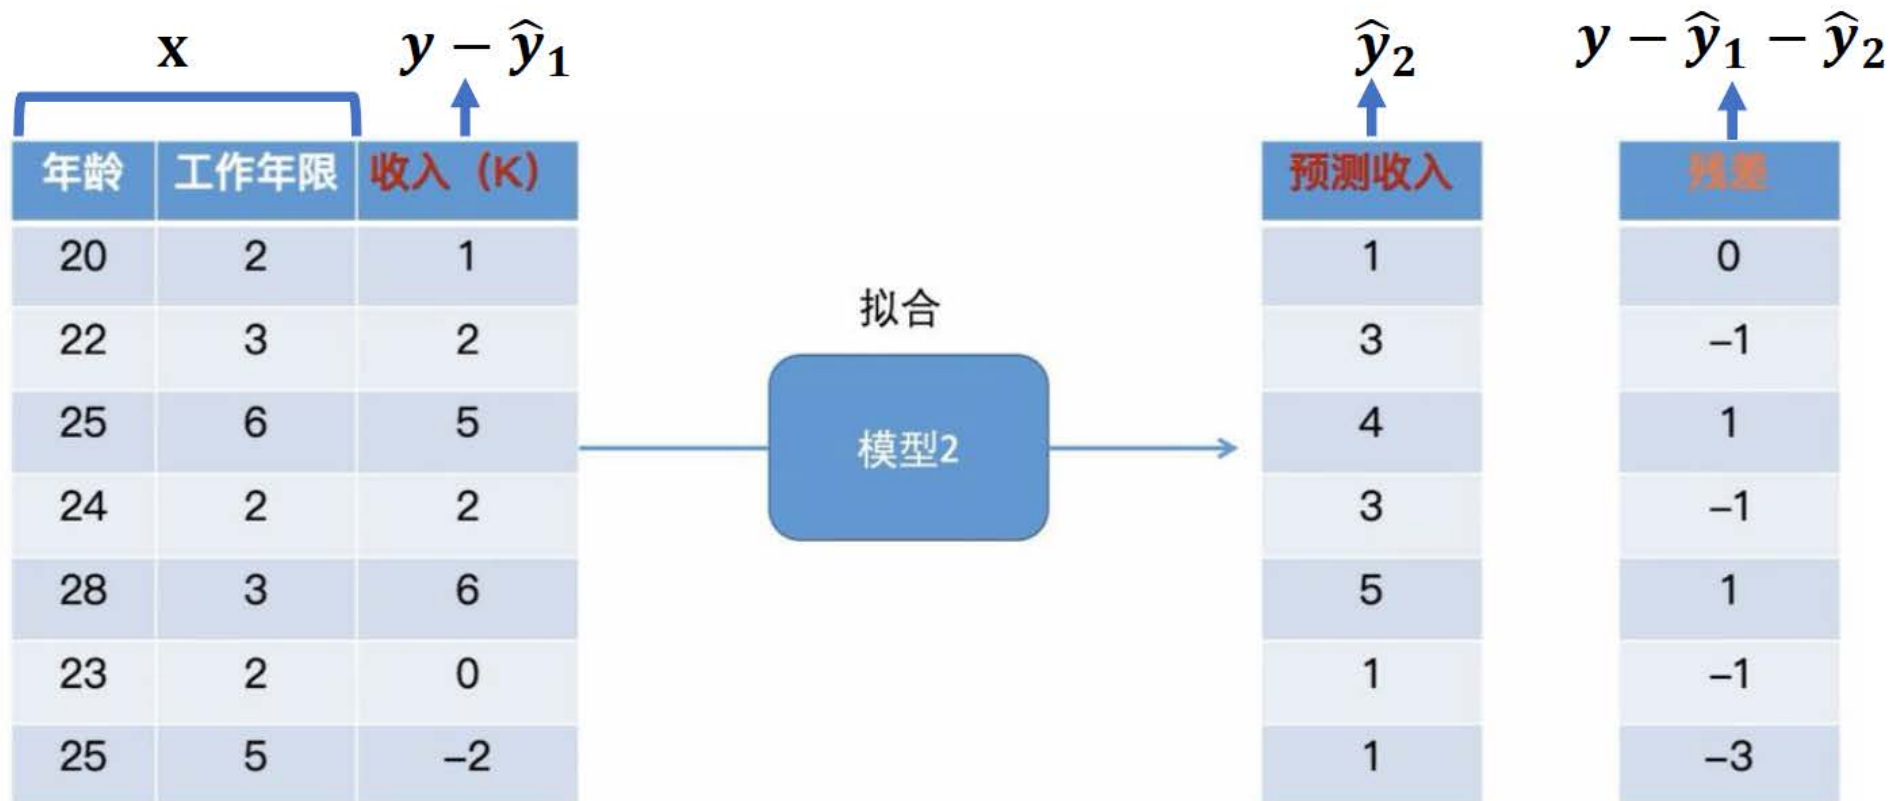 x y − ŷ₁ ŷ₂ y − ŷ₁ − ŷ₂
年龄 工作年限 收入（K） 预测收入 残差
20 2 1 1 0
22 3 2 3 −1
拟合
25 6 5 4 1
模型2
24 2 2 3 −1
28 3 6 5 1
23 2 0 1 −1
25 5 −2 1 −3